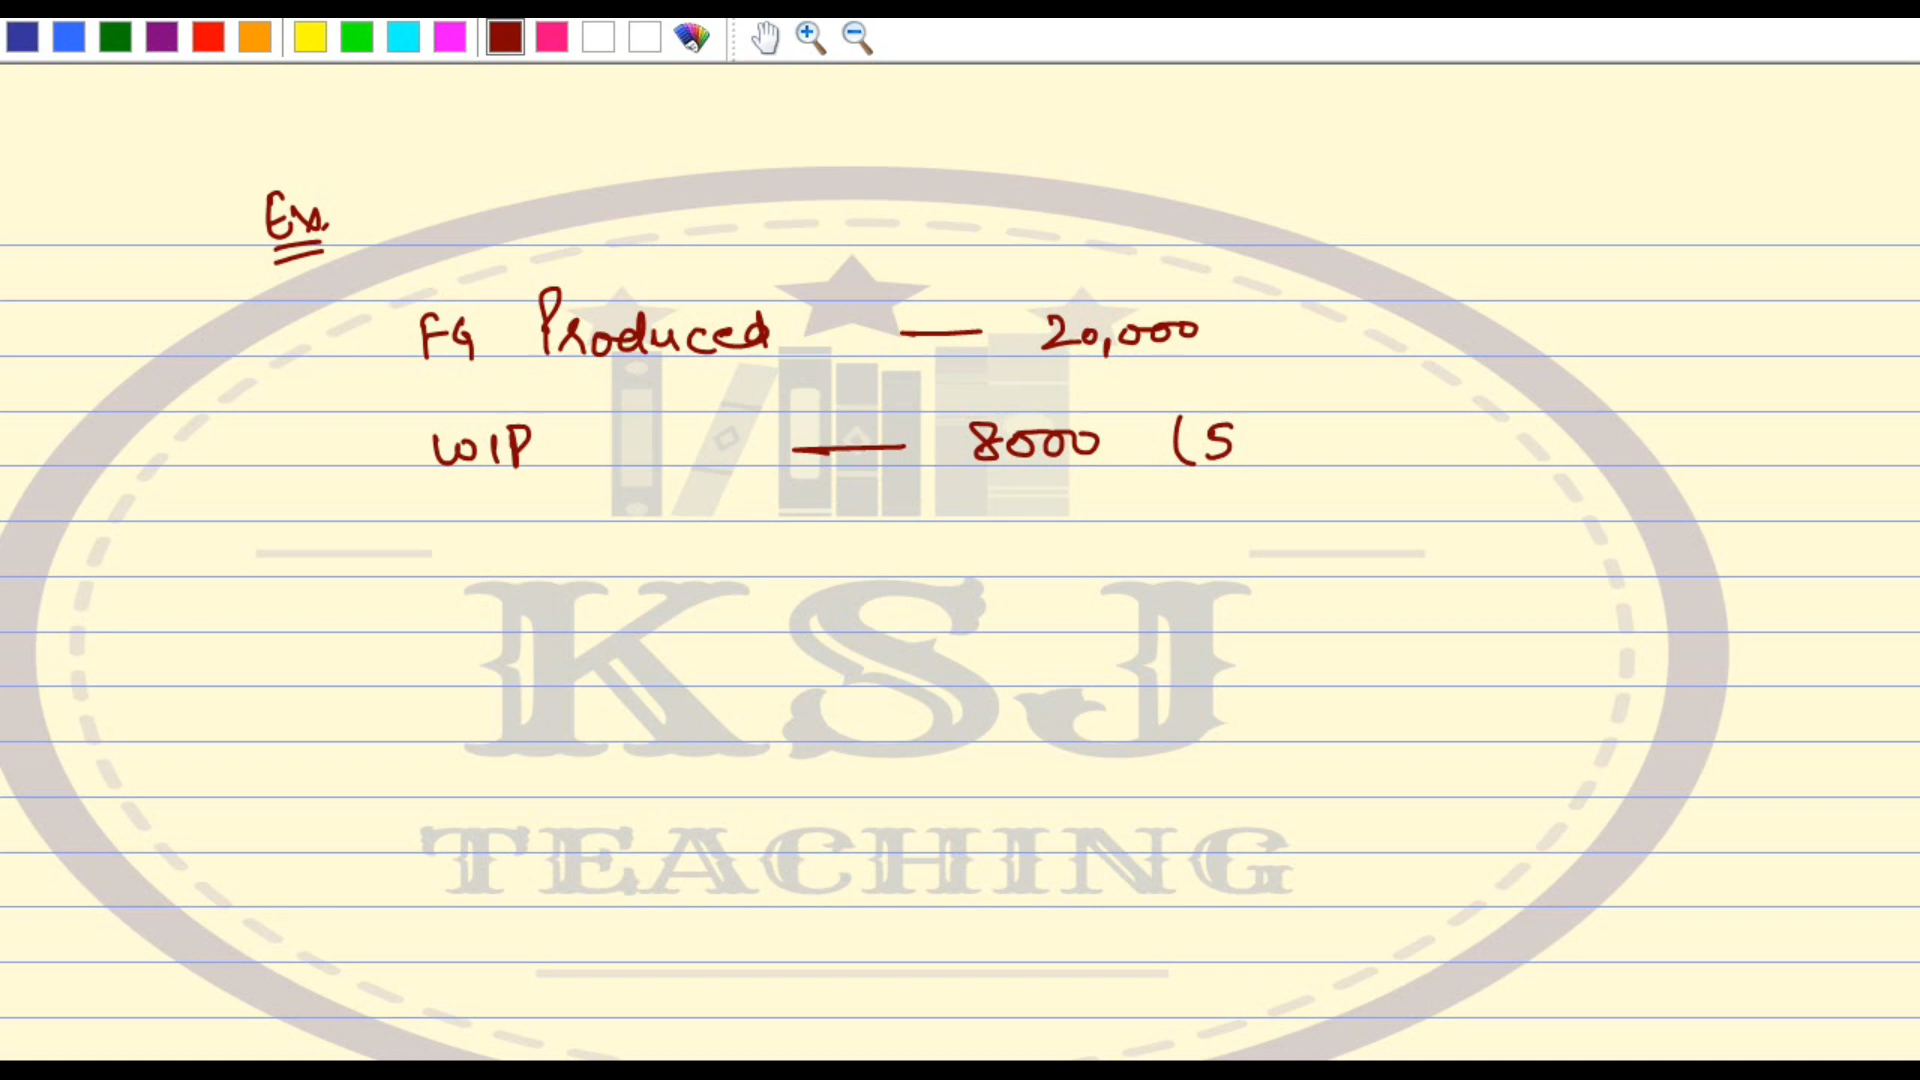 Ex.
FG Produced — 20,000
WIP — 8000 (5
KSJ
TEACHING